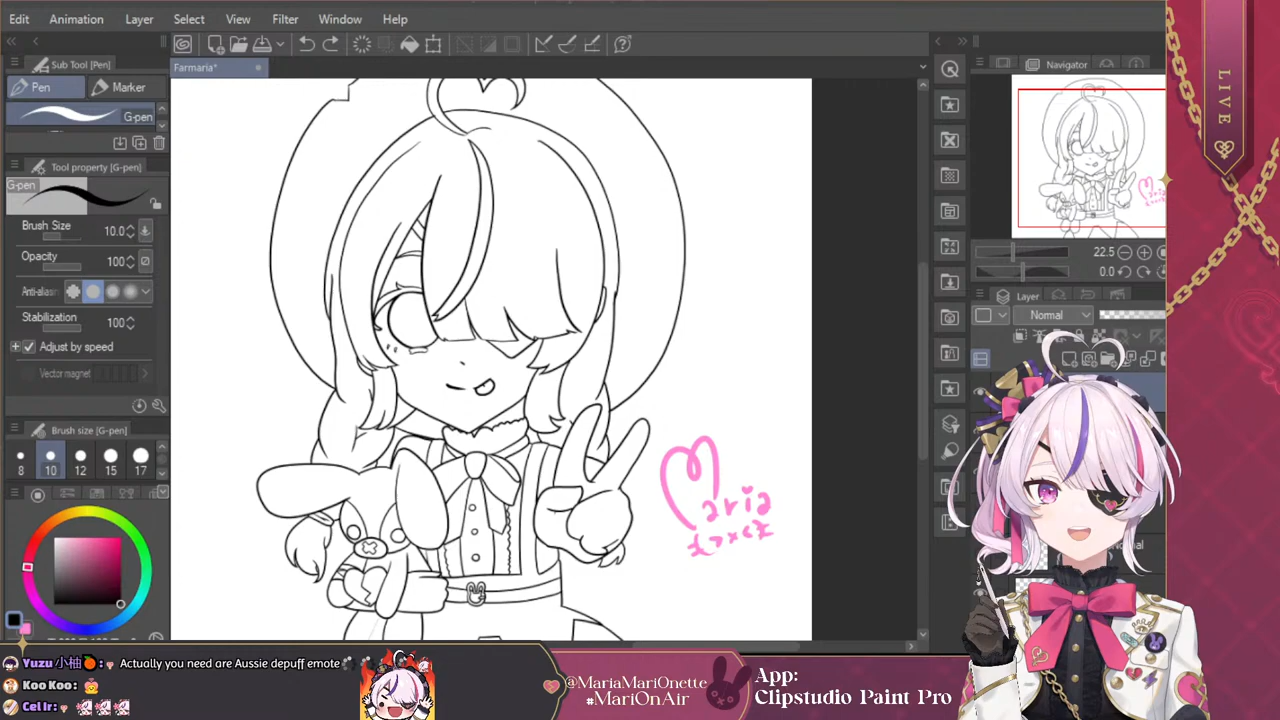 Edit Animation Layer Select View Filter Window Help
Sub Tool [Pen]
Farmaria*
Navigator
Pen Marker
G-pen
Tool property [G-pen]
G-pen
Brush Size 10.0
Opacity 100
Anti-alias
Stabilization 100
Adjust by speed
Vector magnet
Brush size [G-pen]
8 10 12 15 17
22.5
0.0
Layer
Normal
LIVE
Maria
Yuzu 小柚🍊: Actually you need are Aussie depuff emote
Koo Koo:
Cel Ir:
@MariaMariOnette
#MariOnAir
App:
Clipstudio Paint Pro